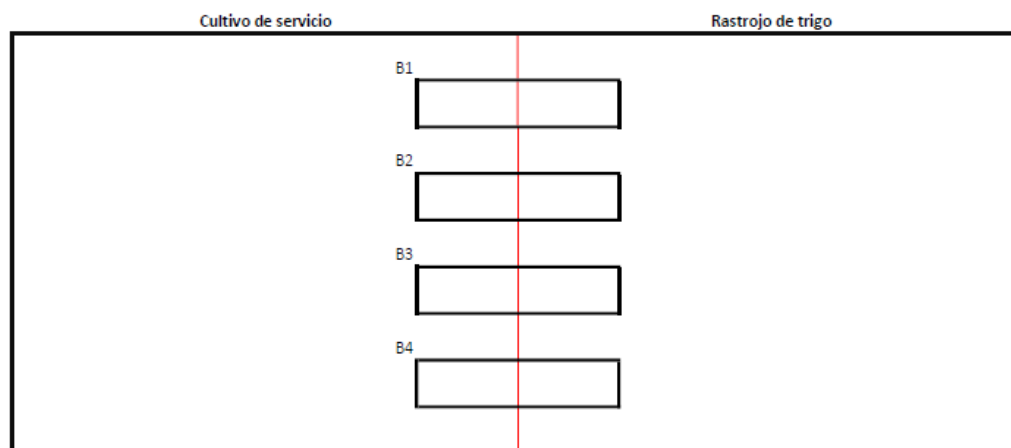 Cultivo de servicio
Rastrojo de trigo
B1
B2
B3
B4